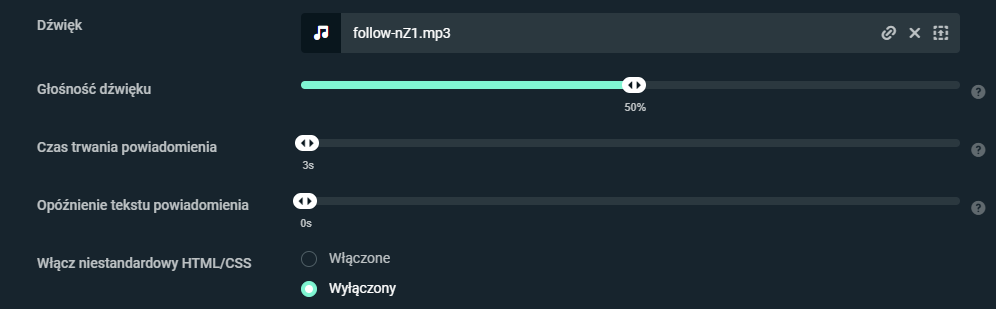 Dźwięk
follow-nZ1.mp3
Głośność dźwięku
?
50%
Czas trwania powiadomienia
?
3s
Opóźnienie tekstu powiadomienia
?
0s
Włącz niestandardowy HTML/CSS
Włączone
Wyłączony